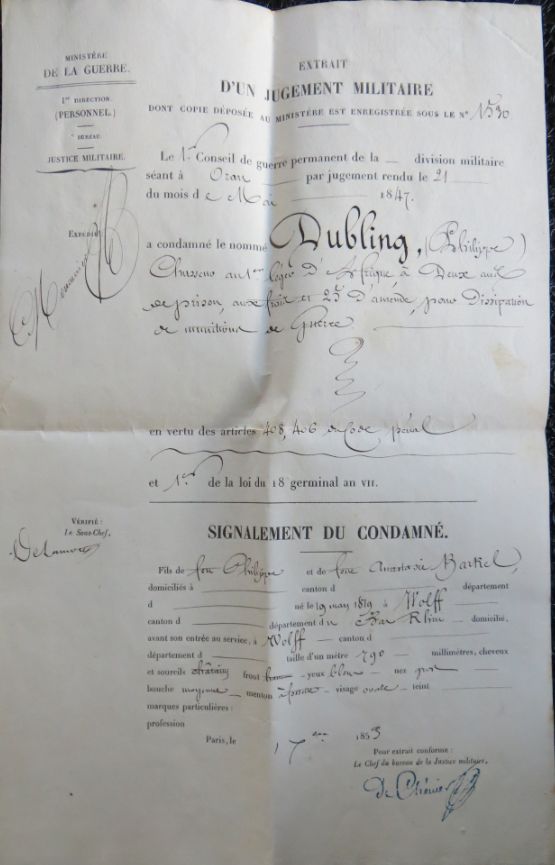 MINISTÈRE
DE LA GUERRE.
1re DIRECTION.
(PERSONNEL.)
BUREAU.
JUSTICE MILITAIRE.
EXPÉDIÉ
EXTRAIT
D'UN JUGEMENT MILITAIRE
DONT COPIE DÉPOSÉE AU MINISTÈRE EST ENREGISTRÉE SOUS LE N° 1530
Le 1er Conseil de guerre permanent de la — division militaire
séant à Oran par jugement rendu le 21
du mois de Mai 1847.
a condamné le nommé Dubling, (Philippe)
Chasseur au 1er léger d'Afrique à Deux ans
de prison, aux frais et 25f d'amende, pour Dissipation
de munitions de Guerre.
en vertu des articles 408, 406 du Code pénal
et 1er de la loi du 18 germinal an VII.
VÉRIFIÉ :
Le Sous-Chef,
SIGNALEMENT DU CONDAMNÉ.
Fils de feu Philippe et de feue Anastasie Barkel,
domiciliés à canton d département
d né le 19 mars 1819 à Wolff
canton d département du Bas Rhin — domicilié,
avant son entrée au service, à Wolff — canton d
département d — taille d'un mètre 790 — millimètres, cheveux
et sourcils châtains front — yeux bleus — nez
bouche moyenne — menton — visage ovale — teint
marques particulières :
profession
Paris, le 1853
Pour extrait conforme :
Le Chef du bureau de la Justice militaire,
de Chénier